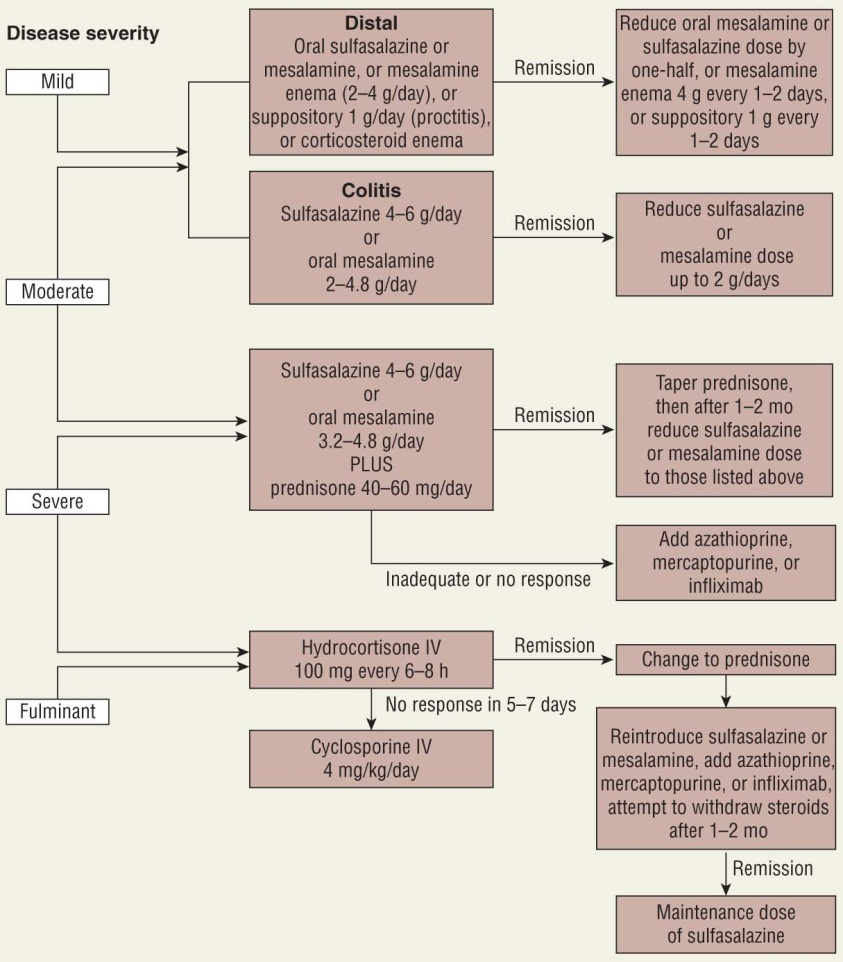 Disease severity
Mild
Distal
Oral sulfasalazine or
mesalamine, or mesalamine
enema (2–4 g/day), or
suppository 1 g/day (proctitis),
or corticosteroid enema
Remission
Reduce oral mesalamine or
sulfasalazine dose by
one-half, or mesalamine
enema 4 g every 1–2 days,
or suppository 1 g every
1–2 days
Colitis
Sulfasalazine 4–6 g/day
or
oral mesalamine
2–4.8 g/day
Remission
Reduce sulfasalazine
or
mesalamine dose
up to 2 g/days
Moderate
Sulfasalazine 4–6 g/day
or
oral mesalamine
3.2–4.8 g/day
PLUS
prednisone 40–60 mg/day
Remission
Taper prednisone,
then after 1–2 mo
reduce sulfasalazine
or mesalamine dose
to those listed above
Severe
Inadequate or no response
Add azathioprine,
mercaptopurine, or
infliximab
Hydrocortisone IV
100 mg every 6–8 h
Remission
Change to prednisone
Fulminant
No response in 5–7 days
Cyclosporine IV
4 mg/kg/day
Reintroduce sulfasalazine or
mesalamine, add azathioprine,
mercaptopurine, or infliximab,
attempt to withdraw steroids
after 1–2 mo
Remission
Maintenance dose
of sulfasalazine